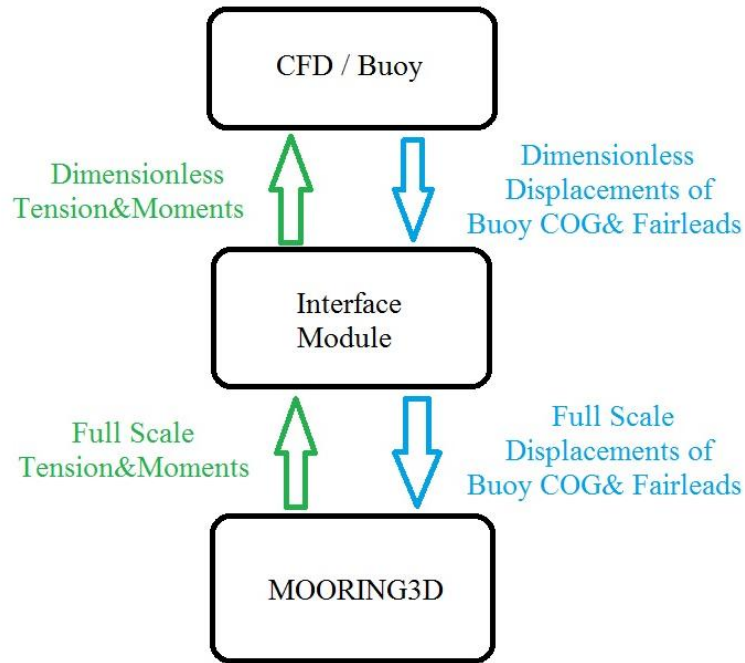 CFD / Buoy
Dimensionless
Tension&Moments
Dimensionless
Displacements of
Buoy COG& Fairleads
Interface
Module
Full Scale
Tension&Moments
Full Scale
Displacements of
Buoy COG& Fairleads
MOORING3D